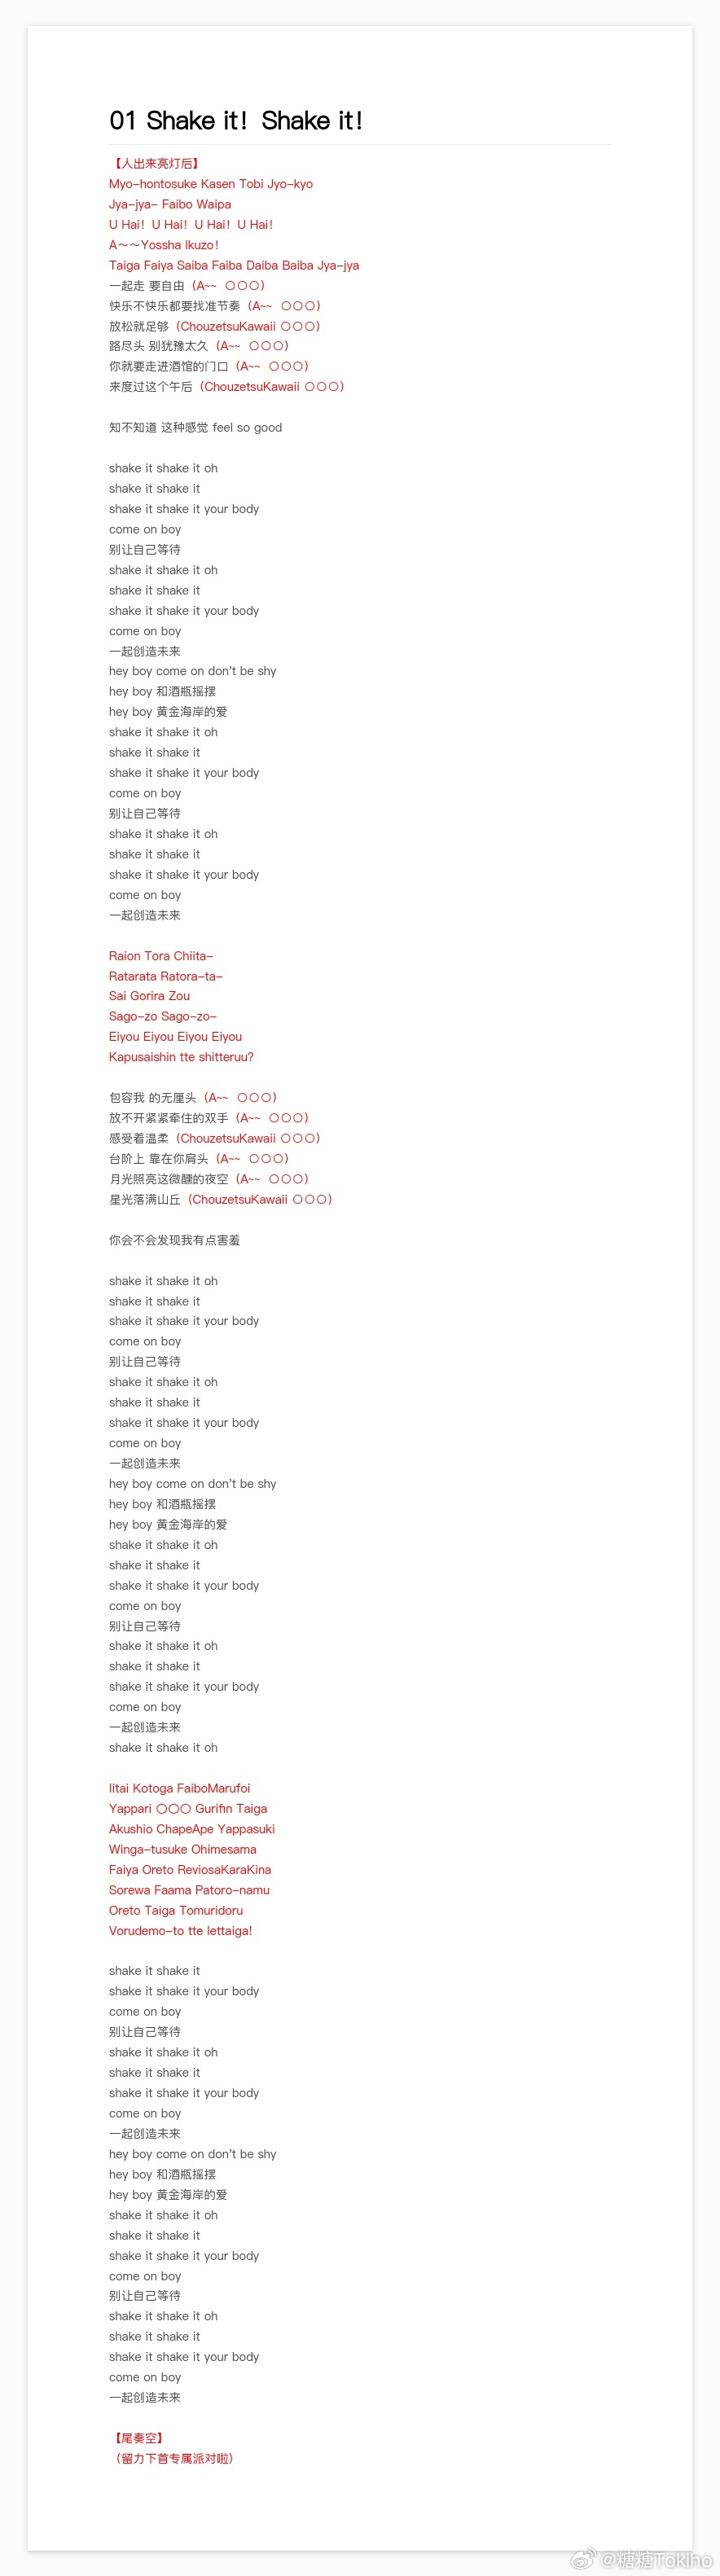 01 Shake it！Shake it！
【人出来亮灯后】
Myo-hontosuke Kasen Tobi Jyo-kyo
Jya-jya- Faibo Waipa
U Hai！U Hai！U Hai！U Hai！
A～～Yossha Ikuzo！
Taiga Faiya Saiba Faiba Daiba Baiba Jya-jya
一起走 要自由（A~~ 〇〇〇）
快乐不快乐都要找准节奏（A~~ 〇〇〇）
放松就足够（ChouzetsuKawaii 〇〇〇）
路尽头 别犹豫太久（A~~ 〇〇〇）
你就要走进酒馆的门口（A~~ 〇〇〇）
来度过这个午后（ChouzetsuKawaii 〇〇〇）
知不知道 这种感觉 feel so good
shake it shake it oh
shake it shake it
shake it shake it your body
come on boy
别让自己等待
shake it shake it oh
shake it shake it
shake it shake it your body
come on boy
一起创造未来
hey boy come on don't be shy
hey boy 和酒瓶摇摆
hey boy 黄金海岸的爱
shake it shake it oh
shake it shake it
shake it shake it your body
come on boy
别让自己等待
shake it shake it oh
shake it shake it
shake it shake it your body
come on boy
一起创造未来
Raion Tora Chiita-
Ratarata Ratora-ta-
Sai Gorira Zou
Sago-zo Sago-zo-
Eiyou Eiyou Eiyou Eiyou
Kapusaishin tte shitteruu?
包容我 的无厘头（A~~ 〇〇〇）
放不开紧紧牵住的双手（A~~ 〇〇〇）
感受着温柔（ChouzetsuKawaii 〇〇〇）
台阶上 靠在你肩头（A~~ 〇〇〇）
月光照亮这微醺的夜空（A~~ 〇〇〇）
星光落满山丘（ChouzetsuKawaii 〇〇〇）
你会不会发现我有点害羞
shake it shake it oh
shake it shake it
shake it shake it your body
come on boy
别让自己等待
shake it shake it oh
shake it shake it
shake it shake it your body
come on boy
一起创造未来
hey boy come on don't be shy
hey boy 和酒瓶摇摆
hey boy 黄金海岸的爱
shake it shake it oh
shake it shake it
shake it shake it your body
come on boy
别让自己等待
shake it shake it oh
shake it shake it
shake it shake it your body
come on boy
一起创造未来
shake it shake it oh
Iitai Kotoga FaiboMarufoi
Yappari 〇〇〇 Gurifin Taiga
Akushio ChapeApe Yappasuki
Winga-tusuke Ohimesama
Faiya Oreto ReviosaKaraKina
Sorewa Faama Patoro-namu
Oreto Taiga Tomuridoru
Vorudemo-to tte lettaiga!
shake it shake it
shake it shake it your body
come on boy
别让自己等待
shake it shake it oh
shake it shake it
shake it shake it your body
come on boy
一起创造未来
hey boy come on don't be shy
hey boy 和酒瓶摇摆
hey boy 黄金海岸的爱
shake it shake it oh
shake it shake it
shake it shake it your body
come on boy
别让自己等待
shake it shake it oh
shake it shake it
shake it shake it your body
come on boy
一起创造未来
【尾奏空】
（留力下首专属派对啦）
@糖糖Tokiho